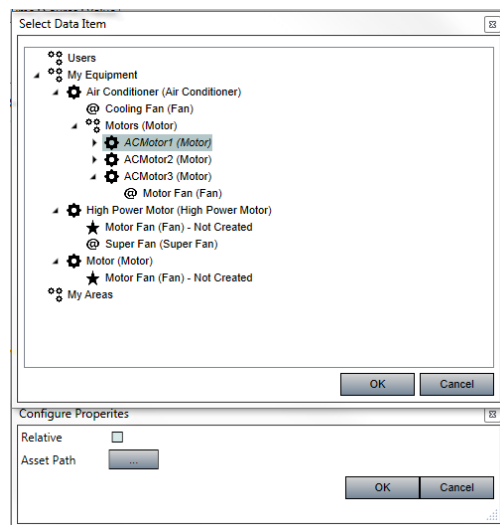 Select Data Item
Users
My Equipment
Air Conditioner (Air Conditioner)
@ Cooling Fan (Fan)
Motors (Motor)
ACMotor1 (Motor)
ACMotor2 (Motor)
ACMotor3 (Motor)
@ Motor Fan (Fan)
High Power Motor (High Power Motor)
Motor Fan (Fan) - Not Created
@ Super Fan (Super Fan)
Motor (Motor)
Motor Fan (Fan) - Not Created
My Areas
OK Cancel
Configure Properites
Relative
Asset Path ...
OK Cancel